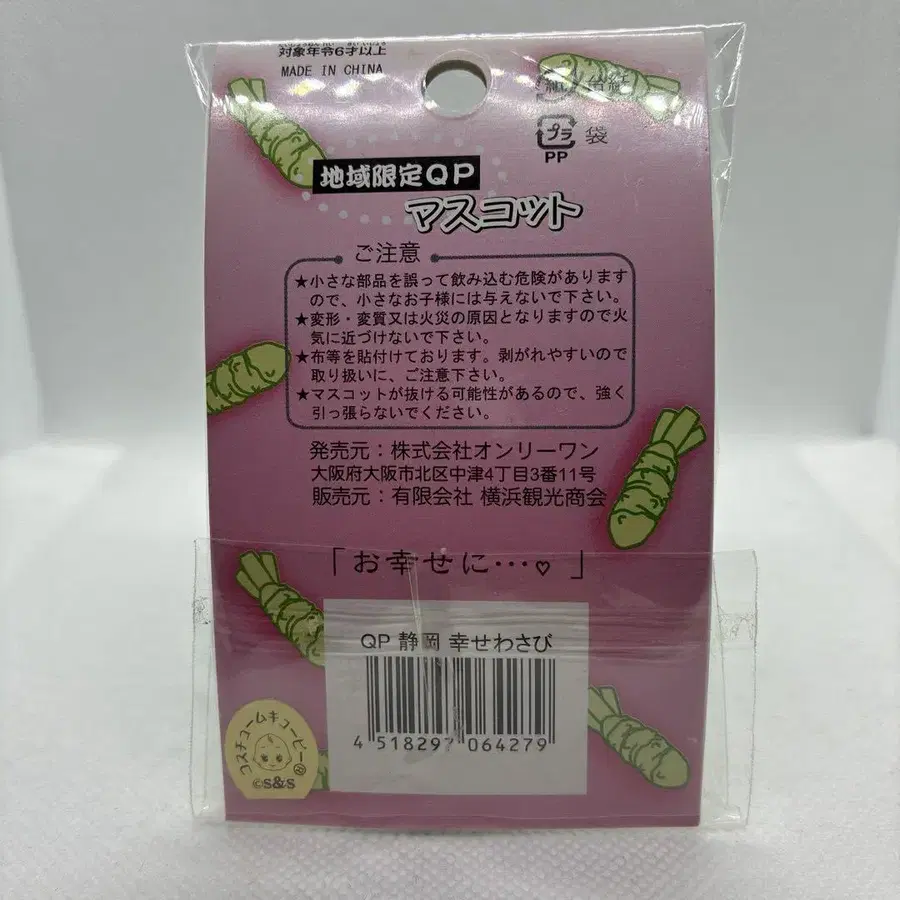 対象年令6才以上
MADE IN CHINA
紙 台紙
プラ 袋
PP
地域限定QP
マスコット
ご注意
★小さな部品を誤って飲み込む危険があります
ので、小さなお子様には与えないで下さい。
★変形・変質又は火災の原因となりますので火
気に近づけないで下さい。
★布等を貼付けております。剥がれやすいので
取り扱いに、ご注意下さい。
★マスコットが抜ける可能性があるので、強く
引っ張らないでください。
発売元：株式会社オンリーワン
大阪府大阪市北区中津4丁目3番11号
販売元：有限会社 横浜観光商会
「お幸せに…♡」
QP 静岡 幸せわさび
4 518297 064279
コスチュームキューピー®
©S&S